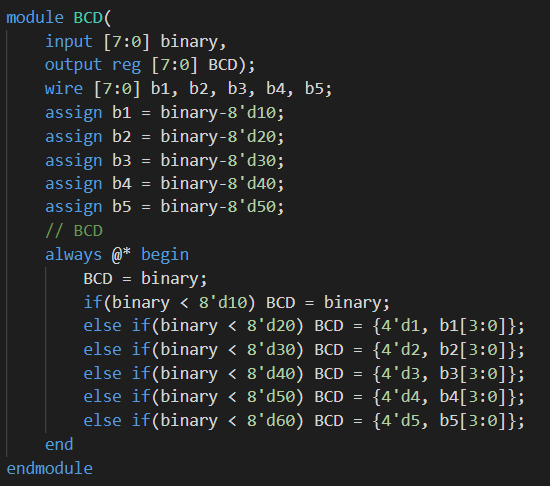 module BCD(
    input [7:0] binary,
    output reg [7:0] BCD);
    wire [7:0] b1, b2, b3, b4, b5;
    assign b1 = binary-8'd10;
    assign b2 = binary-8'd20;
    assign b3 = binary-8'd30;
    assign b4 = binary-8'd40;
    assign b5 = binary-8'd50;
    // BCD
    always @* begin
        BCD = binary;
        if(binary < 8'd10) BCD = binary;
        else if(binary < 8'd20) BCD = {4'd1, b1[3:0]};
        else if(binary < 8'd30) BCD = {4'd2, b2[3:0]};
        else if(binary < 8'd40) BCD = {4'd3, b3[3:0]};
        else if(binary < 8'd50) BCD = {4'd4, b4[3:0]};
        else if(binary < 8'd60) BCD = {4'd5, b5[3:0]};
    end
endmodule